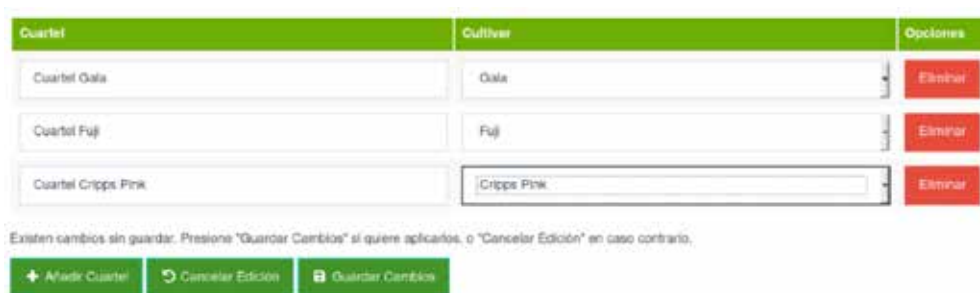 Cuartel Cultivar Opciones
Cuartel Gala Gala Eliminar
Cuartel Fuji Fuji Eliminar
Cuartel Cripps Pink Cripps Pink Eliminar
Existen cambios sin guardar. Presione "Guardar Cambios" si quiere aplicarlos, o "Cancelar Edición" en caso contrario.
Añadir Cuartel Cancelar Edición Guardar Cambios